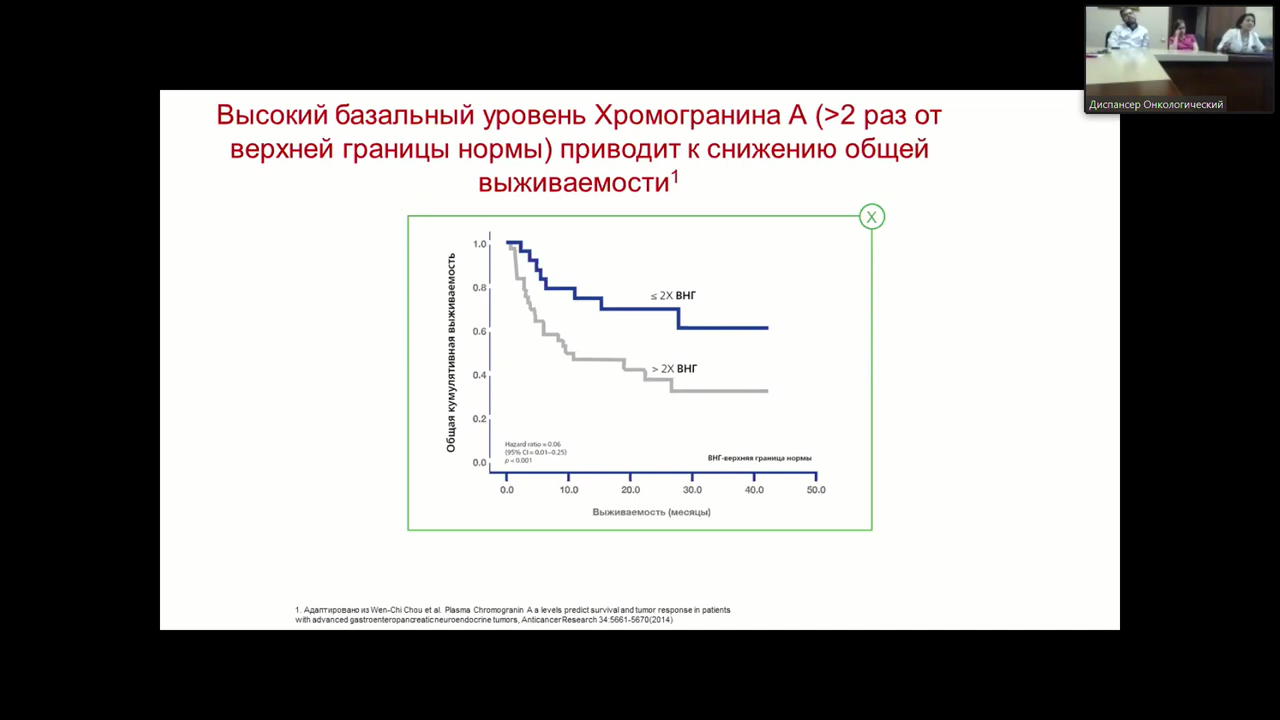 Диспансер Онкологический
Высокий базальный уровень Хромогранина А (>2 раз от
верхней границы нормы) приводит к снижению общей
выживаемости1
X
Общая кумулятивная выживаемость
1.0
0.8
0.6
0.4
0.2
0.0
≤ 2X ВНГ
> 2X ВНГ
Hazard ratio = 0.06
(95% CI = 0.01–0.25)
p < 0.001
ВНГ-верхняя граница нормы
0.0 10.0 20.0 30.0 40.0 50.0
Выживаемость (месяцы)
1. Адаптировано из Wen-Chi Chou et al. Plasma Chromogranin A a levels predict survival and tumor response in patients
with advanced gastroenteropancreatic neuroendocrine tumors, Anticancer Research 34:5661-5670(2014)